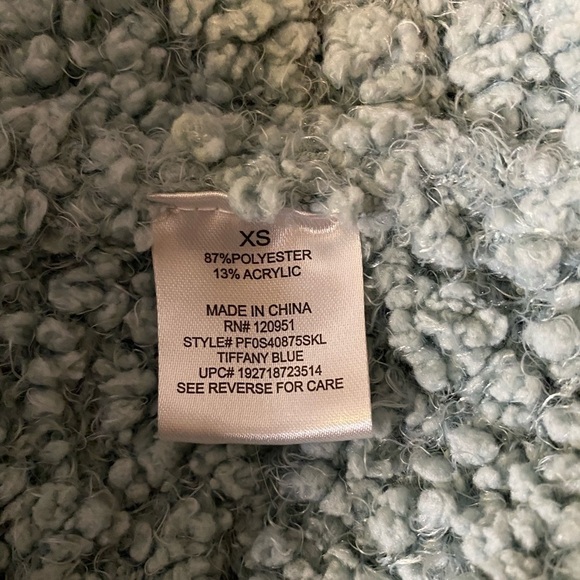 XS
87%POLYESTER
13% ACRYLIC
MADE IN CHINA
RN# 120951
STYLE# PF0S40875SKL
TIFFANY BLUE
UPC# 192718723514
SEE REVERSE FOR CARE